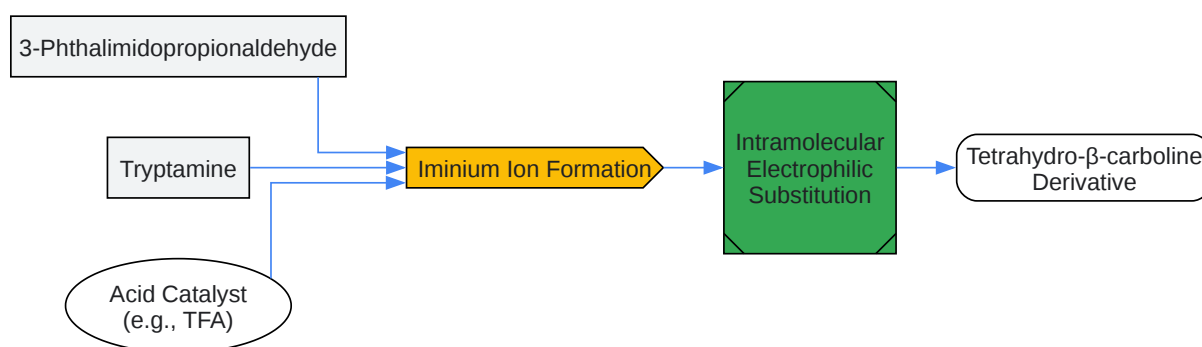 3-Phthalimidopropionaldehyde
Tryptamine
Acid Catalyst
(e.g., TFA)
Iminium Ion Formation
Intramolecular
Electrophilic
Substitution
Tetrahydro-β-carboline
Derivative